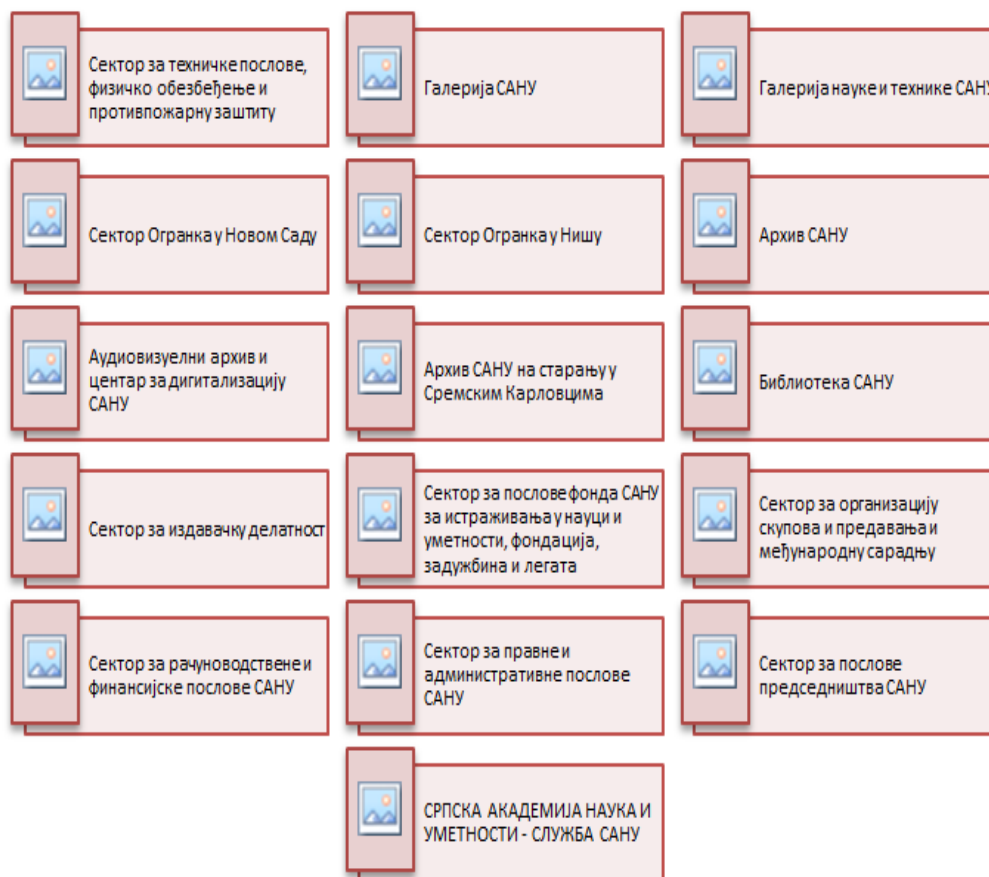 Сектор за техничке послове,
физичко обезбеђење и
противпожарну заштиту
Галерија САНУ
Галерија науке и технике САНУ
Сектор Огранка у Новом Саду
Сектор Огранка у Нишу
Архив САНУ
Аудиовизуелни архив и
центар за дигитализацију
САНУ
Архив САНУ на старању у
Сремским Карловцима
Библиотека САНУ
Сектор за издавачку делатност
Сектор за послове фонда САНУ
за истраживања у науци и
уметности, фондација,
задужбина и легата
Сектор за организацију
скупова и предавања и
међународну сарадњу
Сектор за рачуноводствене и
финансијске послове САНУ
Сектор за правне и
административне послове
САНУ
Сектор за послове
председништва САНУ
СРПСКА АКАДЕМИЈА НАУКА И
УМЕТНОСТИ - СЛУЖБА САНУ